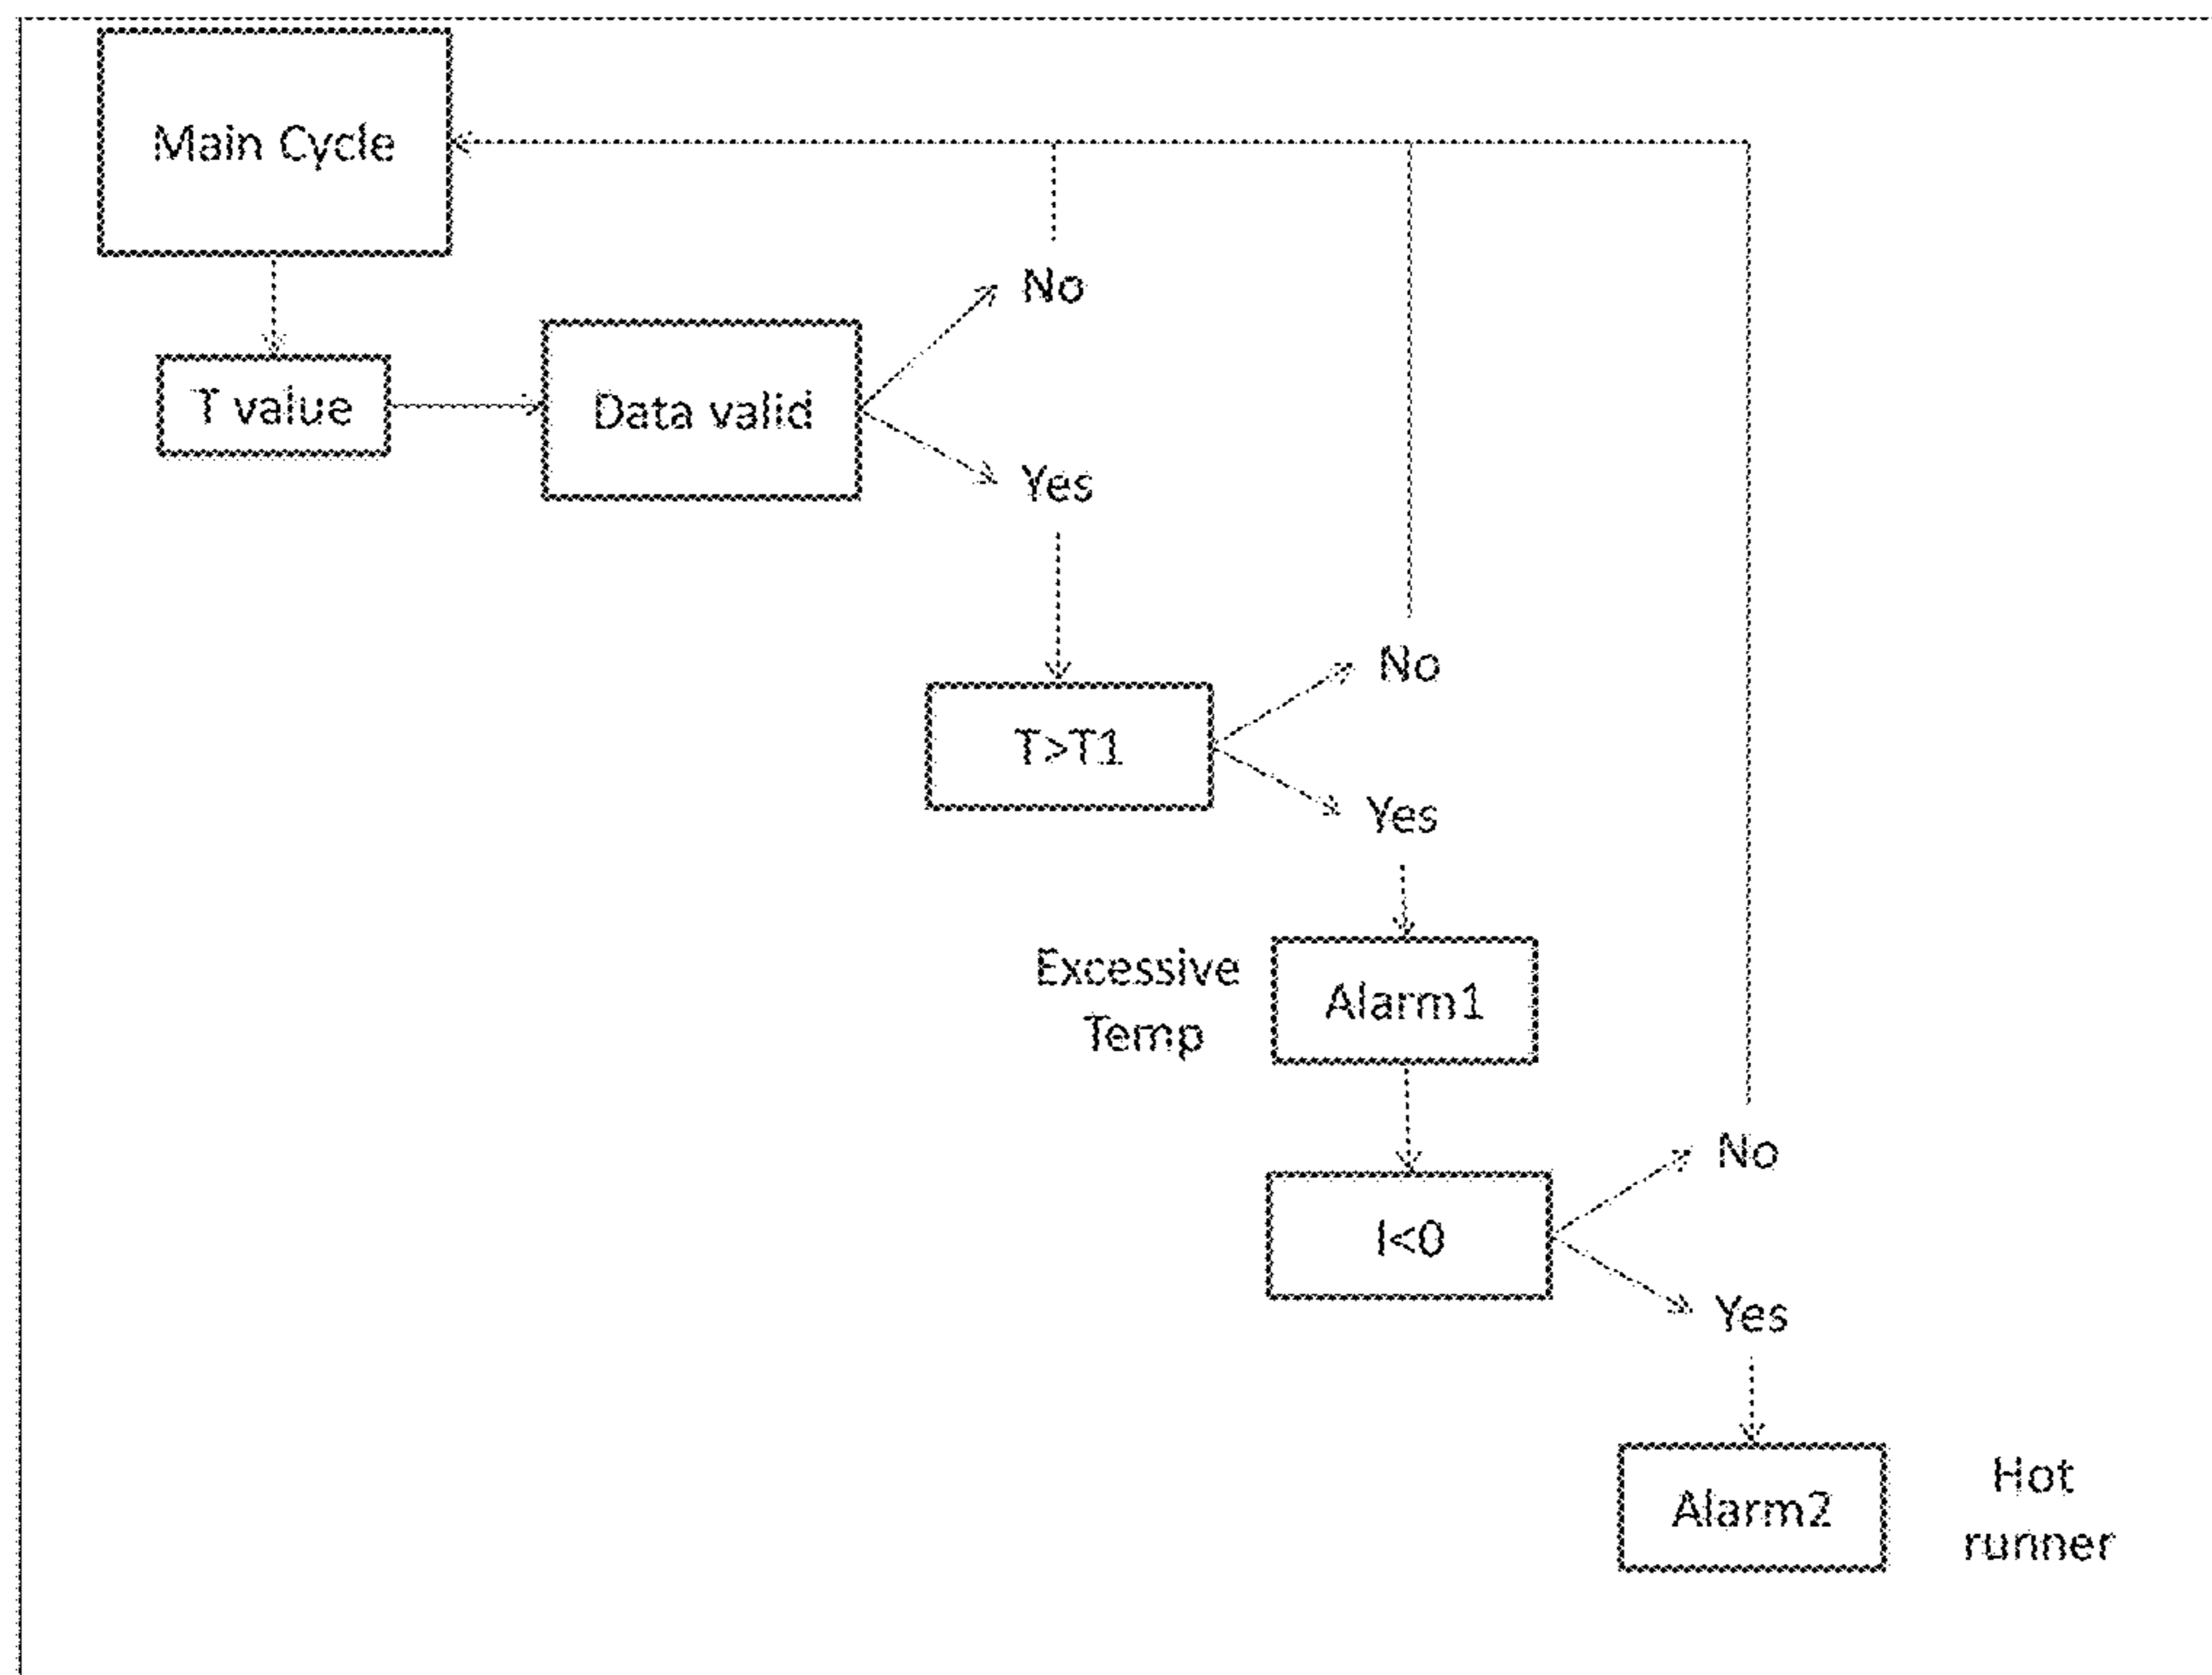 Main Cycle
No
T value
Data valid
Yes
No
T>T1
Yes
Excessive
Temp
Alarm1
No
I<0
Yes
Alarm2
Hot
runner